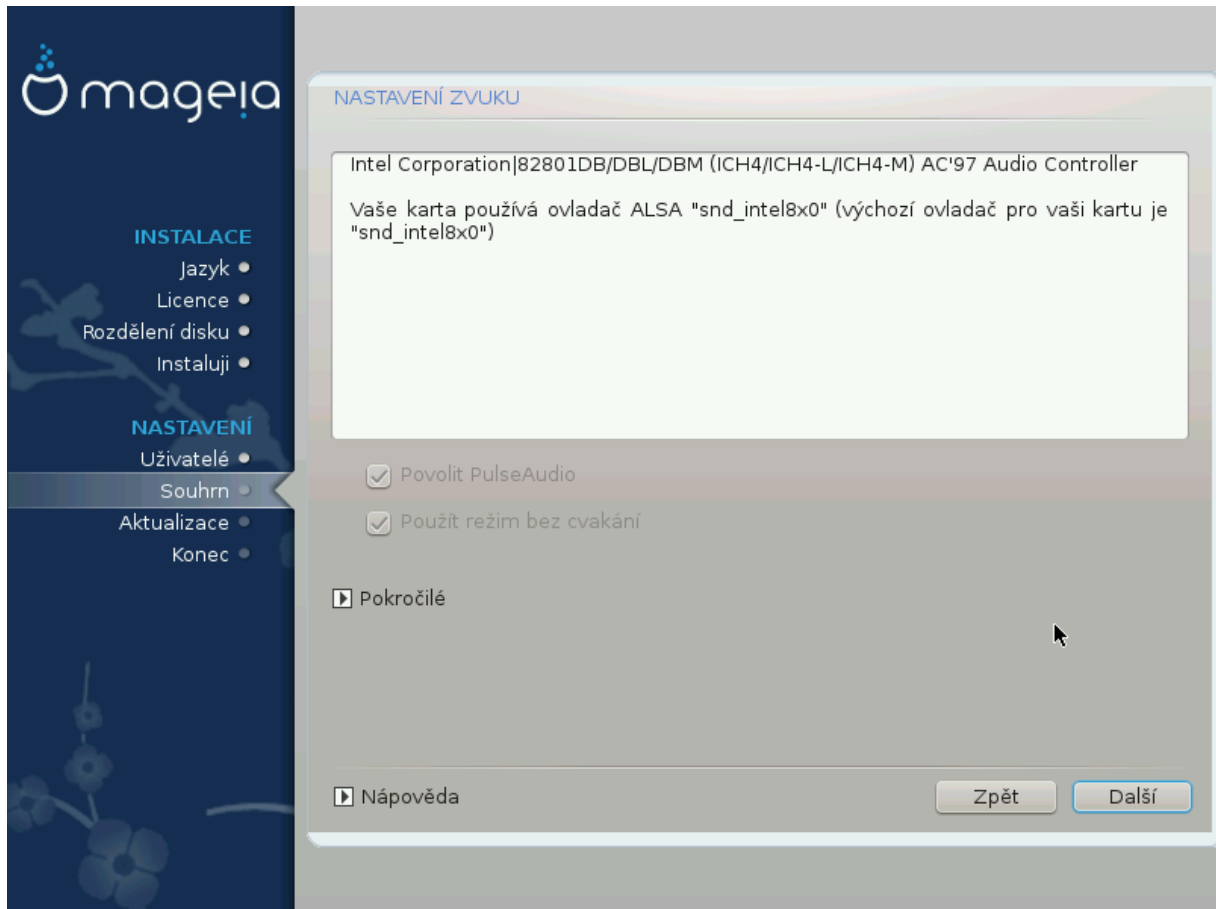 mageia
INSTALACE
Jazyk
Licence
Rozdělení disku
Instaluji
NASTAVENÍ
Uživatelé
Souhrn
Aktualizace
Konec
NASTAVENÍ ZVUKU
Intel Corporation|82801DB/DBL/DBM (ICH4/ICH4-L/ICH4-M) AC'97 Audio Controller
Vaše karta používá ovladač ALSA "snd_intel8x0" (výchozí ovladač pro vaši kartu je
"snd_intel8x0")
Povolit PulseAudio
Použít režim bez cvakání
Pokročilé
Nápověda
Zpět
Další